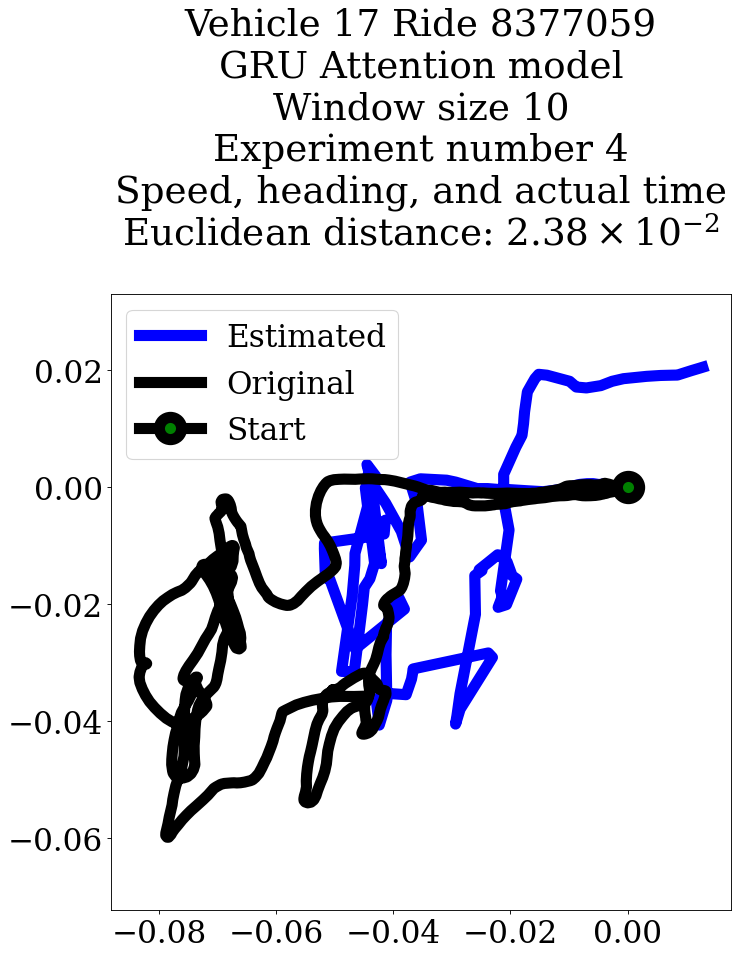 Vehicle 17 Ride 8377059
GRU Attention model
Window size 10
Experiment number 4
Speed, heading, and actual time
Euclidean distance: 2.38 × 10⁻²
Estimated
Original
Start
0.02
0.00
−0.02
−0.04
−0.06
−0.08 −0.06 −0.04 −0.02 0.00